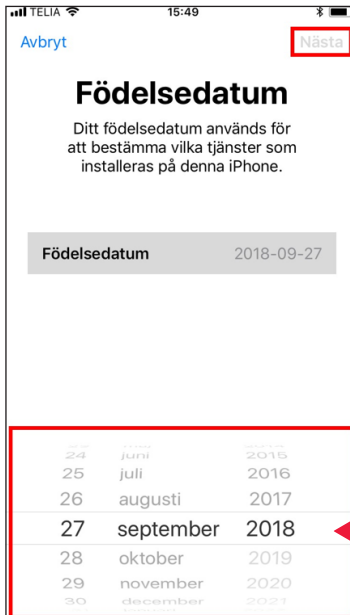 TELIA 15:49
Avbryt Nästa
Födelsedatum
Ditt födelsedatum används för
att bestämma vilka tjänster som
installeras på denna iPhone.
Födelsedatum 2018-09-27
24 juni 2015
25 juli 2016
26 augusti 2017
27 september 2018
28 oktober 2019
29 november 2020
30 december 2021